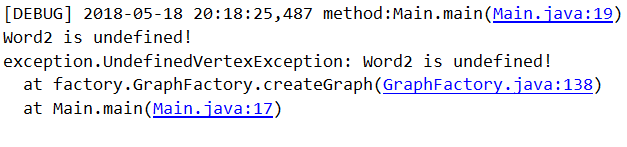 [DEBUG] 2018-05-18 20:18:25,487 method:Main.main(Main.java:19)
Word2 is undefined!
exception.UndefinedVertexException: Word2 is undefined!
  at factory.GraphFactory.createGraph(GraphFactory.java:138)
  at Main.main(Main.java:17)